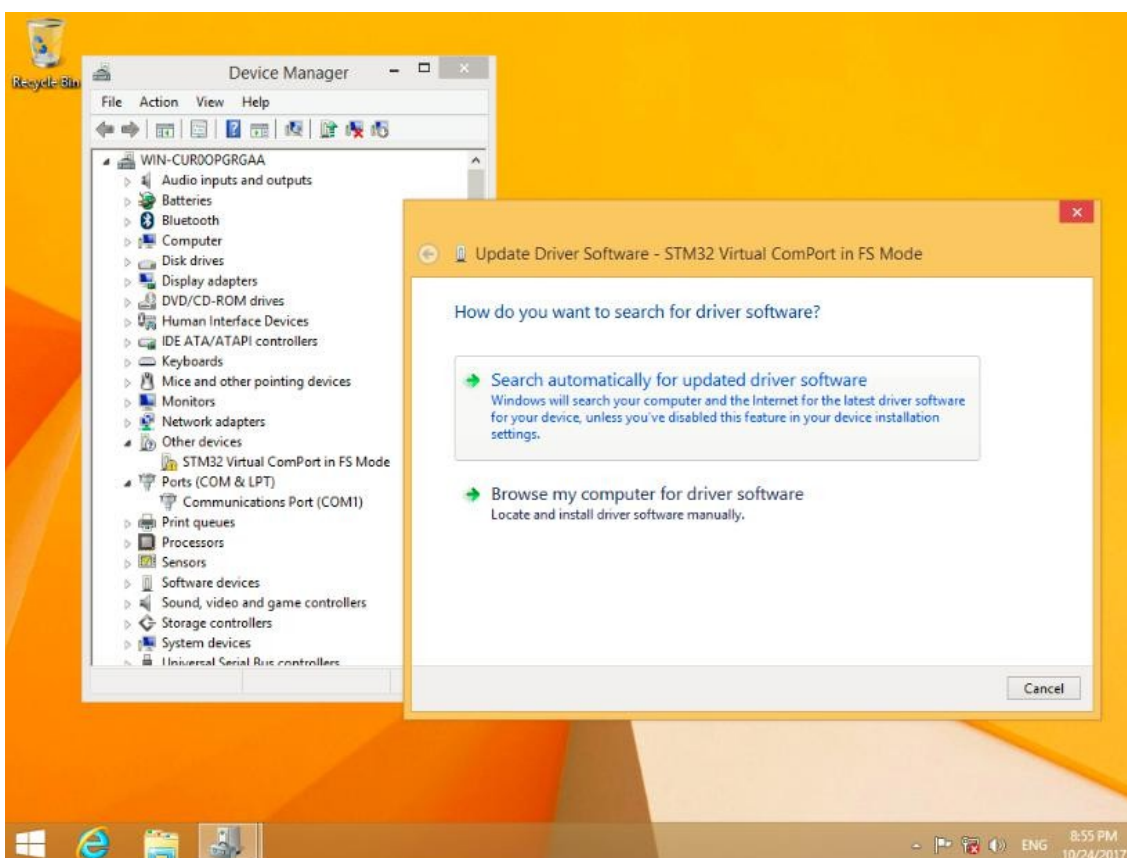 Recycle Bin
Device Manager
File Action View Help
WIN-CUR0OPGRGAA
Audio inputs and outputs
Batteries
Bluetooth
Computer
Disk drives
Display adapters
DVD/CD-ROM drives
Human Interface Devices
IDE ATA/ATAPI controllers
Keyboards
Mice and other pointing devices
Monitors
Network adapters
Other devices
STM32 Virtual ComPort in FS Mode
Ports (COM & LPT)
Communications Port (COM1)
Print queues
Processors
Sensors
Software devices
Sound, video and game controllers
Storage controllers
System devices
Universal Serial Bus controllers
Update Driver Software - STM32 Virtual ComPort in FS Mode
How do you want to search for driver software?
Search automatically for updated driver software
Windows will search your computer and the Internet for the latest driver software
for your device, unless you've disabled this feature in your device installation
settings.
Browse my computer for driver software
Locate and install driver software manually.
Cancel
ENG
8:55 PM
10/24/2017